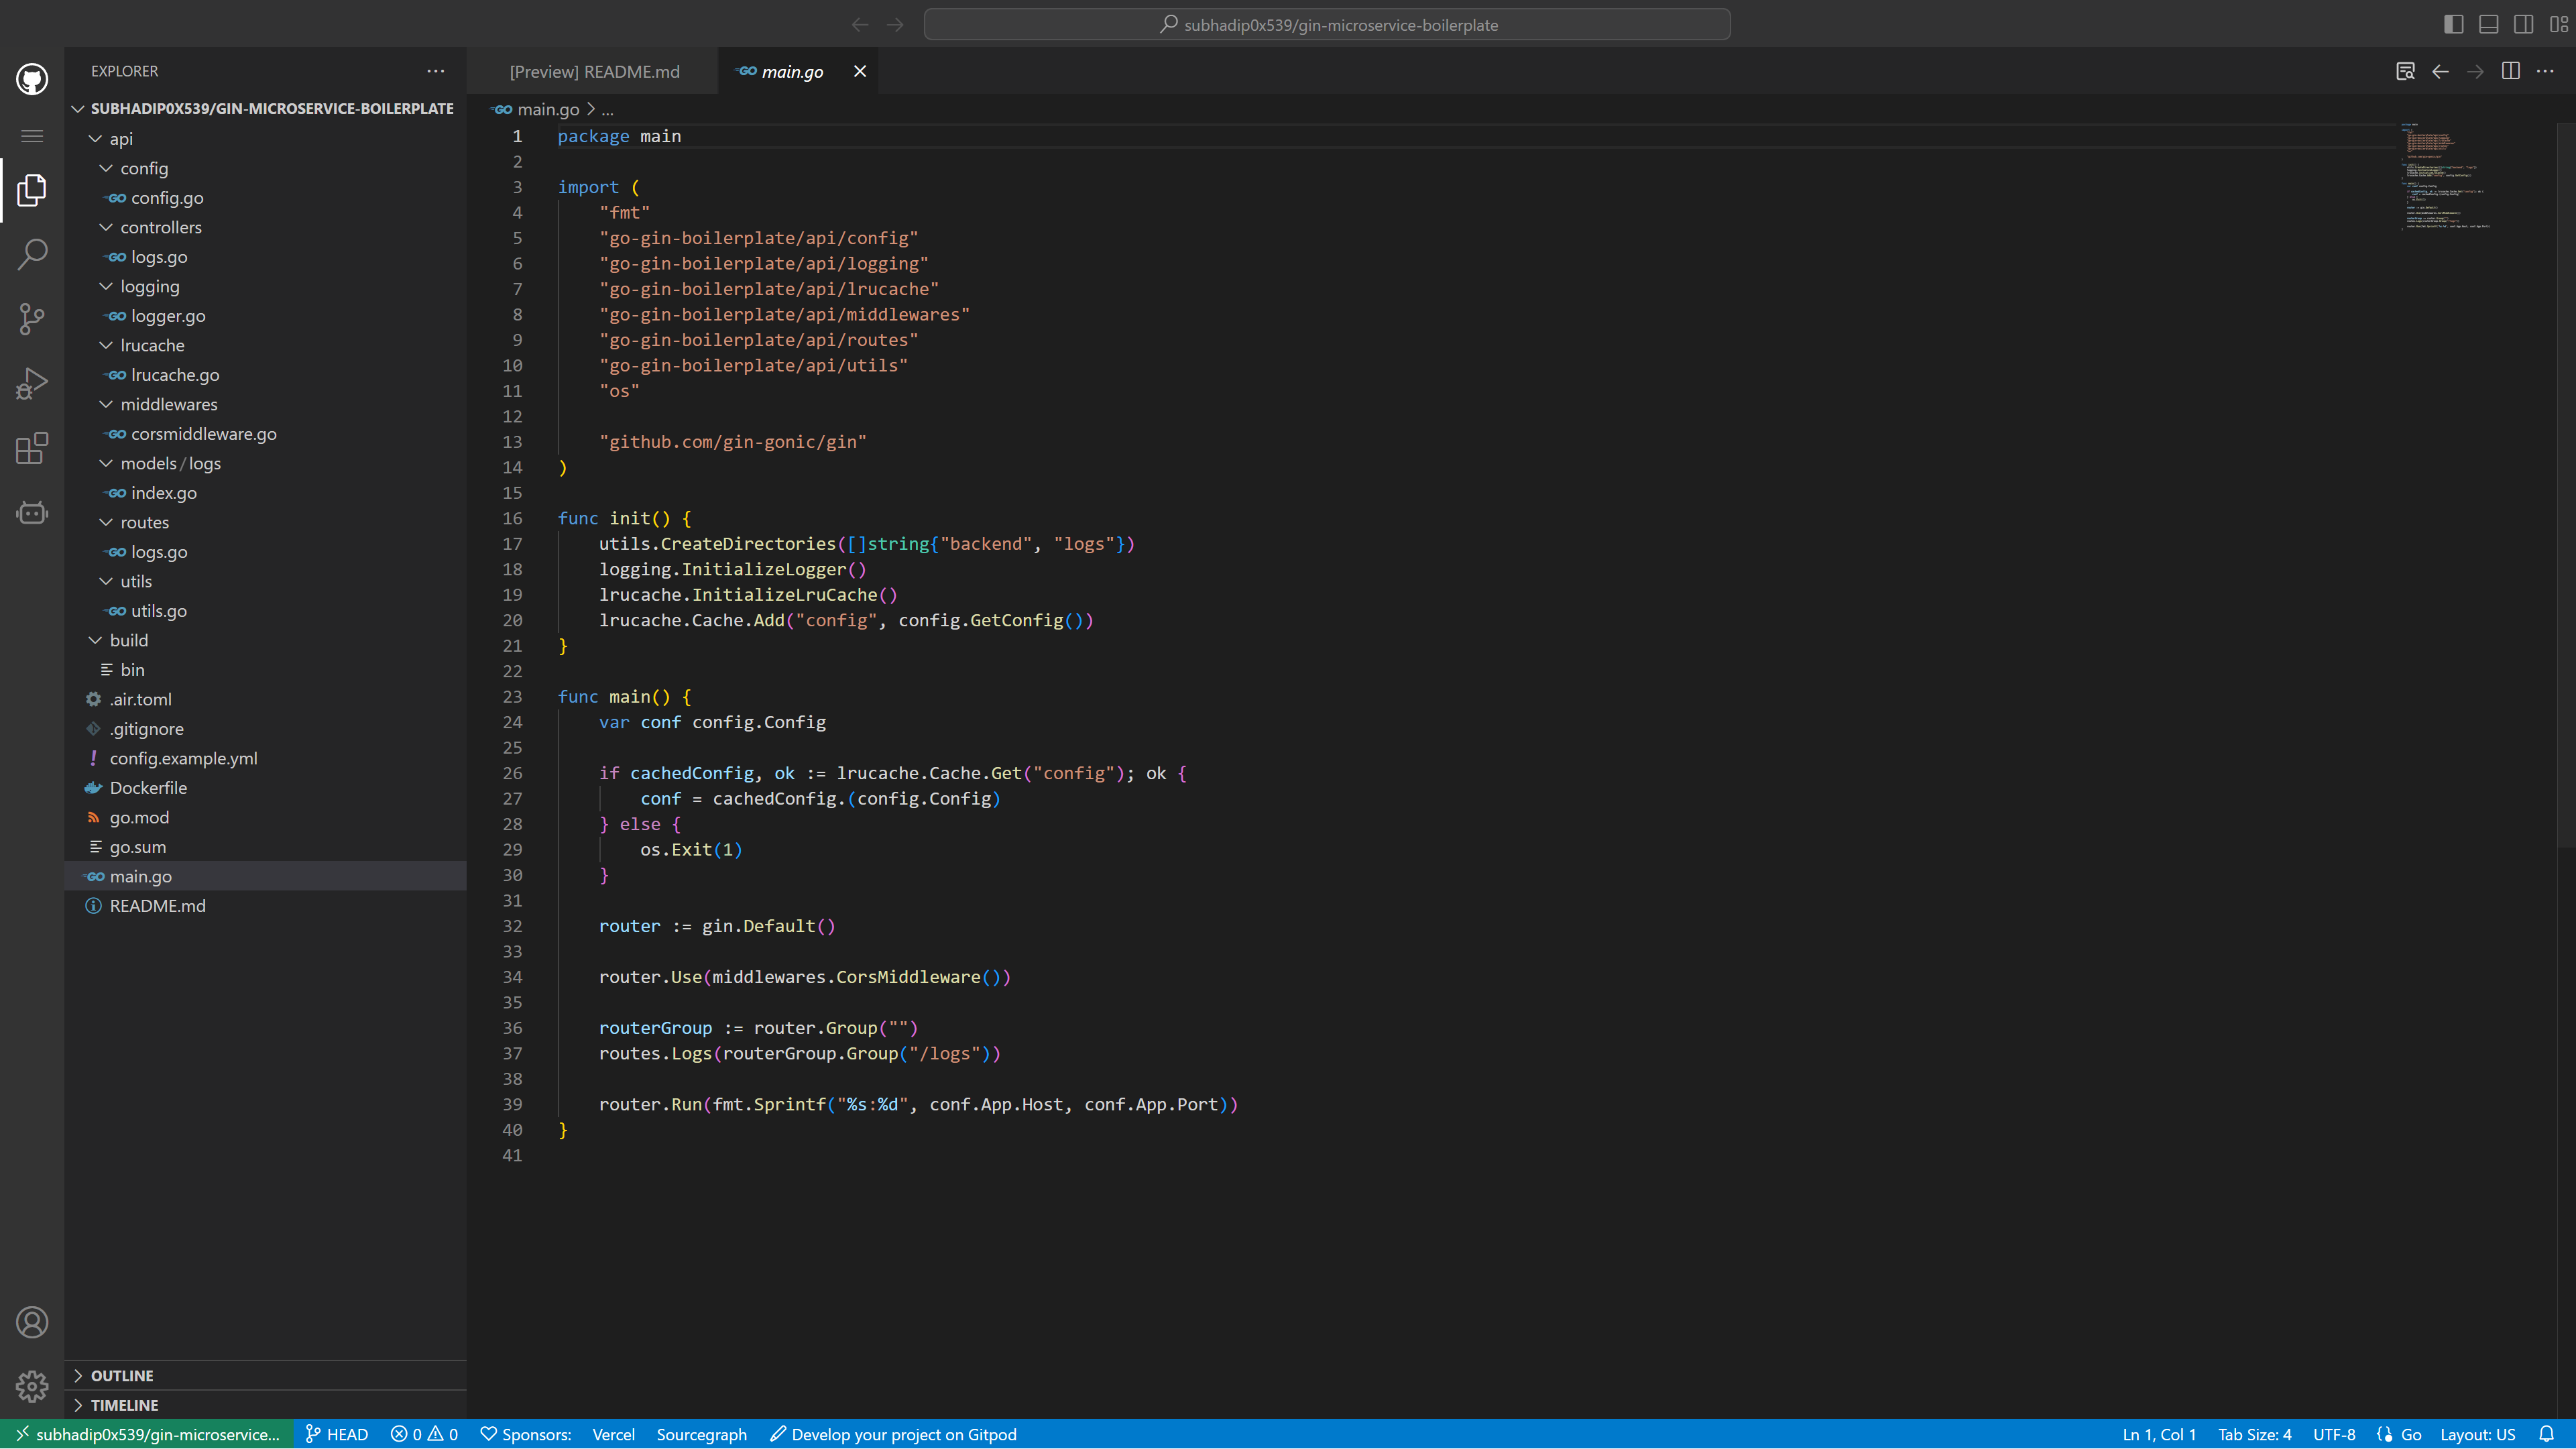 subhadip0x539/gin-microservice-boilerplate
EXPLORER
SUBHADIP0X539/GIN-MICROSERVICE-BOILERPLATE
api
config
GO config.go
controllers
GO logs.go
logging
GO logger.go
lrucache
GO lrucache.go
middlewares
GO corsmiddleware.go
models/logs
GO index.go
routes
GO logs.go
utils
GO utils.go
build
bin
.air.toml
.gitignore
! config.example.yml
Dockerfile
go.mod
go.sum
GO main.go
README.md
OUTLINE
TIMELINE
[Preview] README.md
GO main.go
GO main.go > ...
1 package main
2
3 import (
4     "fmt"
5     "go-gin-boilerplate/api/config"
6     "go-gin-boilerplate/api/logging"
7     "go-gin-boilerplate/api/lrucache"
8     "go-gin-boilerplate/api/middlewares"
9     "go-gin-boilerplate/api/routes"
10     "go-gin-boilerplate/api/utils"
11     "os"
12
13     "github.com/gin-gonic/gin"
14 )
15
16 func init() {
17     utils.CreateDirectories([]string{"backend", "logs"})
18     logging.InitializeLogger()
19     lrucache.InitializeLruCache()
20     lrucache.Cache.Add("config", config.GetConfig())
21 }
22
23 func main() {
24     var conf config.Config
25
26     if cachedConfig, ok := lrucache.Cache.Get("config"); ok {
27         conf = cachedConfig.(config.Config)
28     } else {
29         os.Exit(1)
30     }
31
32     router := gin.Default()
33
34     router.Use(middlewares.CorsMiddleware())
35
36     routerGroup := router.Group("")
37     routes.Logs(routerGroup.Group("/logs"))
38
39     router.Run(fmt.Sprintf("%s:%d", conf.App.Host, conf.App.Port))
40 }
41
subhadip0x539/gin-microservice... HEAD 0 0 Sponsors: Vercel Sourcegraph Develop your project on Gitpod Ln 1, Col 1 Tab Size: 4 UTF-8 Go Layout: US